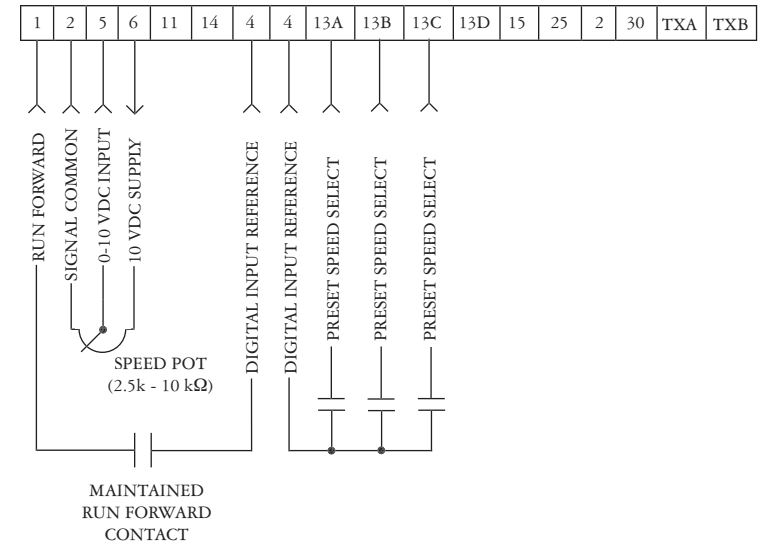 1 2 5 6 11 14 4 4 13A 13B 13C 13D 15 25 2 30 TXA TXB
RUN FORWARD
SIGNAL COMMON
0-10 VDC INPUT
10 VDC SUPPLY
DIGITAL INPUT REFERENCE
DIGITAL INPUT REFERENCE
PRESET SPEED SELECT
PRESET SPEED SELECT
PRESET SPEED SELECT
SPEED POT
(2.5k - 10 kΩ)
MAINTAINED
RUN FORWARD
CONTACT